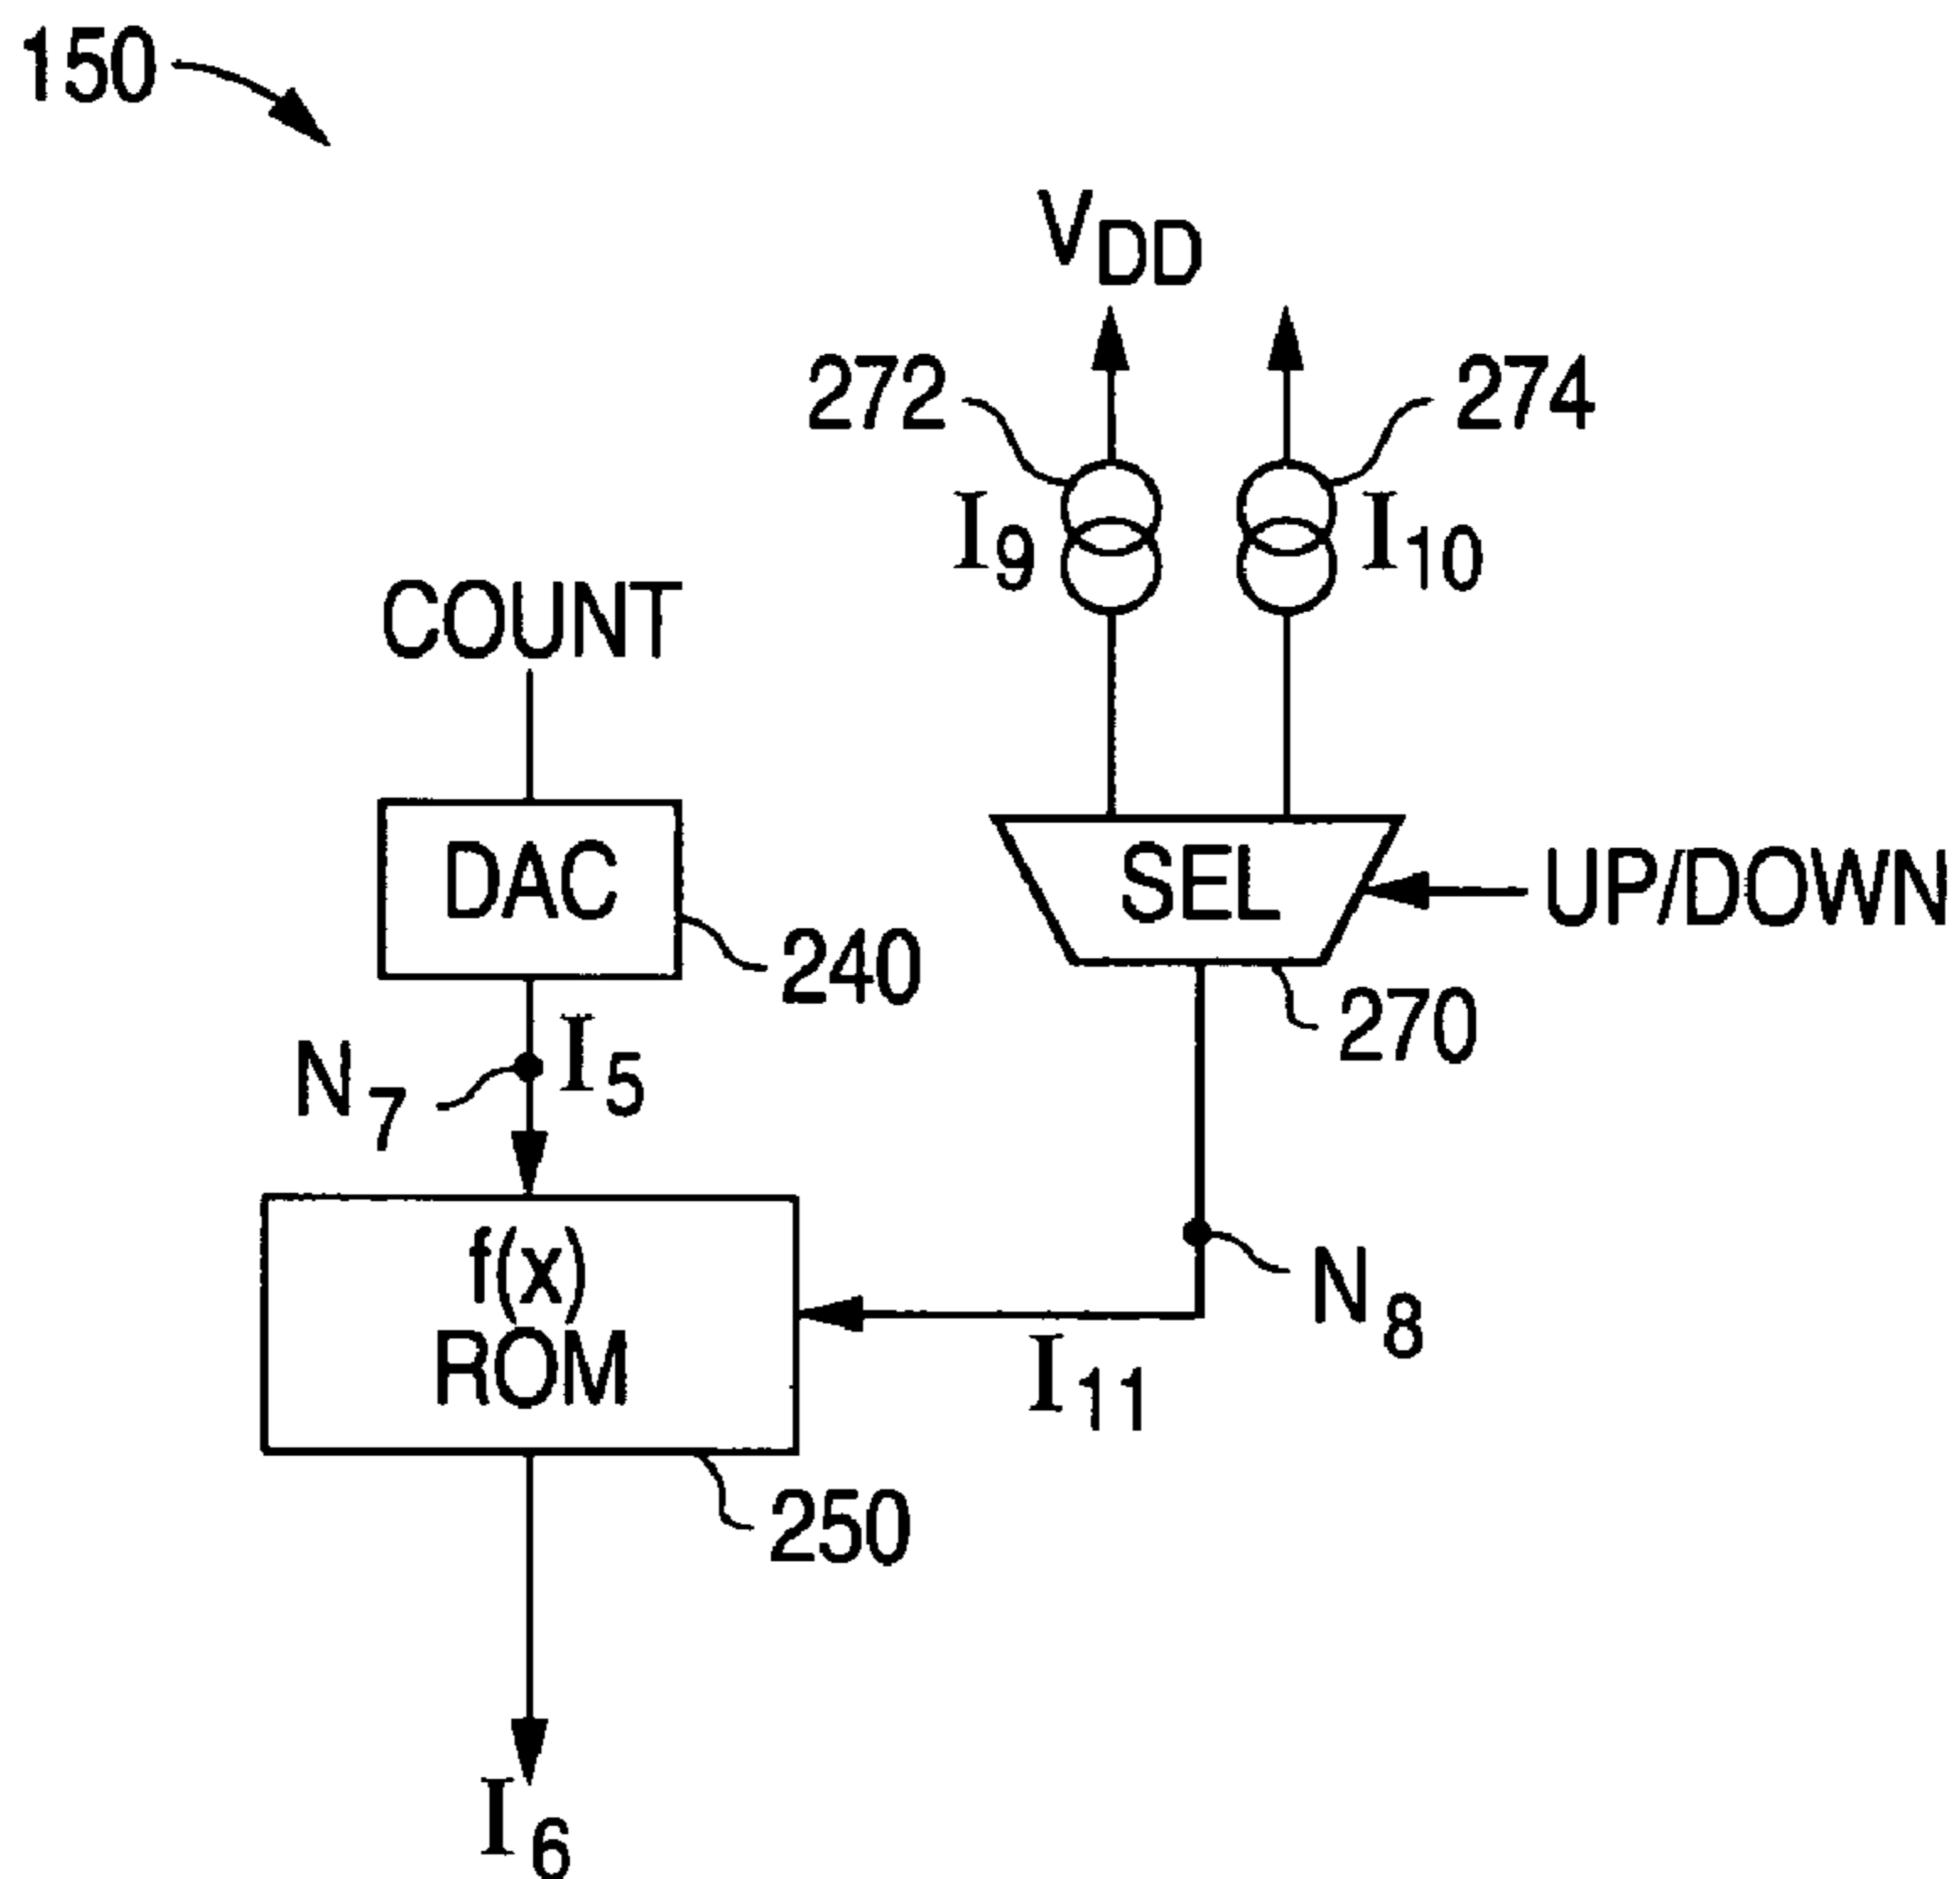 150
VDD
272
274
I9
I10
COUNT
DAC
SEL
UP/DOWN
240
270
N7
I5
f(x)
ROM
N8
I11
250
I6